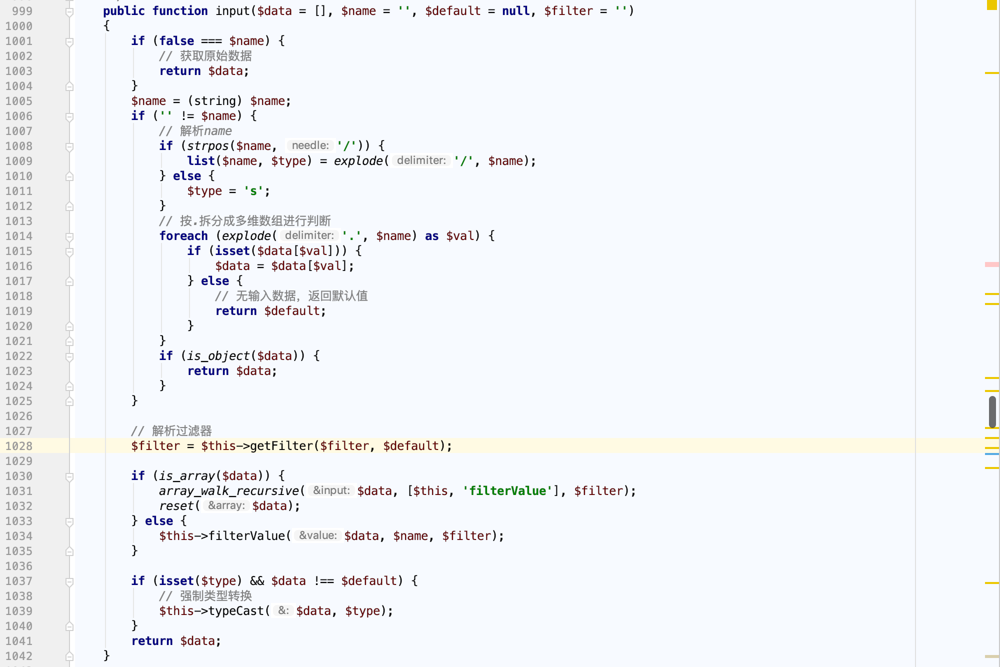 999 public function input($data = [], $name = '', $default = null, $filter = '')
1000 {
1001 if (false === $name) {
1002 // 获取原始数据
1003 return $data;
1004 }
1005 $name = (string) $name;
1006 if ('' != $name) {
1007 // 解析name
1008 if (strpos($name, needle: '/')) {
1009 list($name, $type) = explode( delimiter: '/', $name);
1010 } else {
1011 $type = 's';
1012 }
1013 // 按.拆分成多维数组进行判断
1014 foreach (explode( delimiter: '.', $name) as $val) {
1015 if (isset($data[$val])) {
1016 $data = $data[$val];
1017 } else {
1018 // 无输入数据，返回默认值
1019 return $default;
1020 }
1021 }
1022 if (is_object($data)) {
1023 return $data;
1024 }
1025 }
1026
1027 // 解析过滤器
1028 $filter = $this->getFilter($filter, $default);
1029
1030 if (is_array($data)) {
1031 array_walk_recursive( &input: $data, [$this, 'filterValue'], $filter);
1032 reset( &array: $data);
1033 } else {
1034 $this->filterValue( &value: $data, $name, $filter);
1035 }
1036
1037 if (isset($type) && $data !== $default) {
1038 // 强制类型转换
1039 $this->typeCast( &: $data, $type);
1040 }
1041 return $data;
1042 }